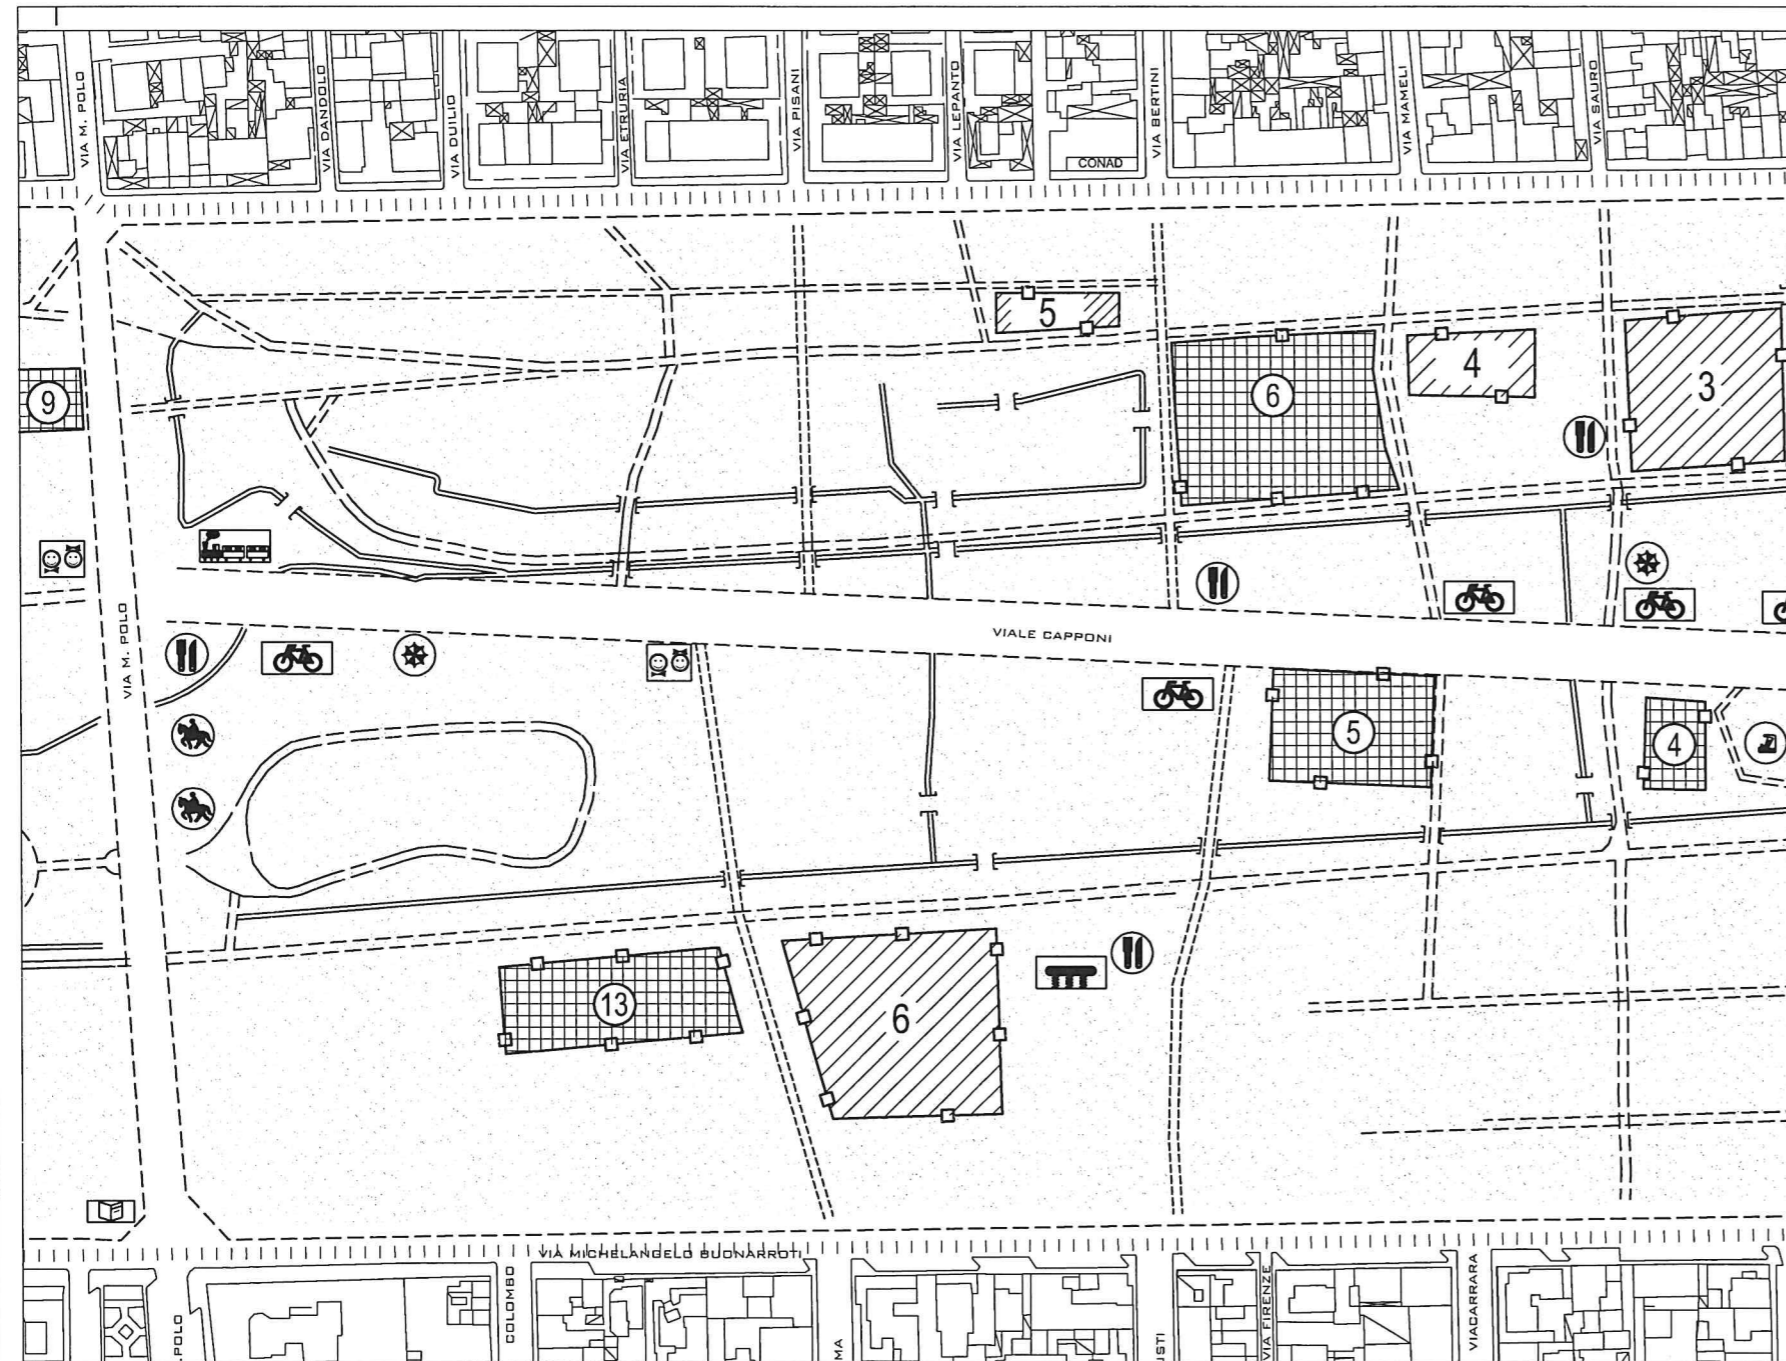 VIA M. POLO
VIA DANDOLO
VIA DUILIO
VIA ETRURIA
VIA PISANI
VIA LEPANTO
CONAD
VIA BERTINI
VIA MAMELI
VIA SAURO
5
6
4
3
9
VIALE CAPPONI
VIA M. POLO
5
4
13
6
VIA MICHELANGELO BUONARROTI
.POLO
COLOMBO
MA
USTI
VIA FIRENZE
VIACARRARA